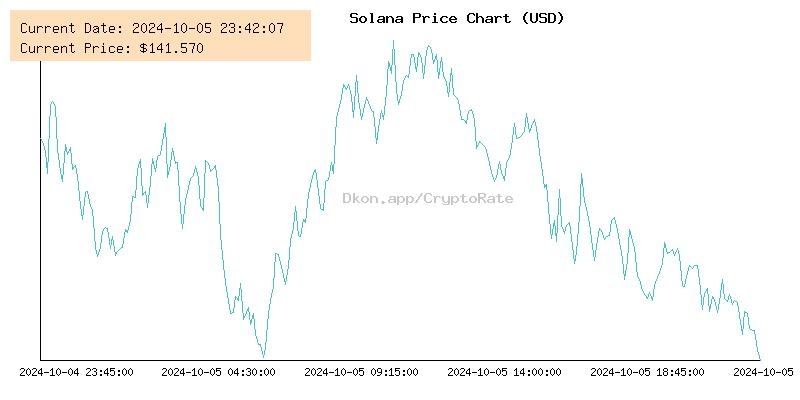 Solana Price Chart (USD)
Current Date: 2024-10-05 23:42:07
Current Price: $141.570
Dkon.app/CryptoRate
2024-10-04 23:45:00 2024-10-05 04:30:00 2024-10-05 09:15:00 2024-10-05 14:00:00 2024-10-05 18:45:00 2024-10-05